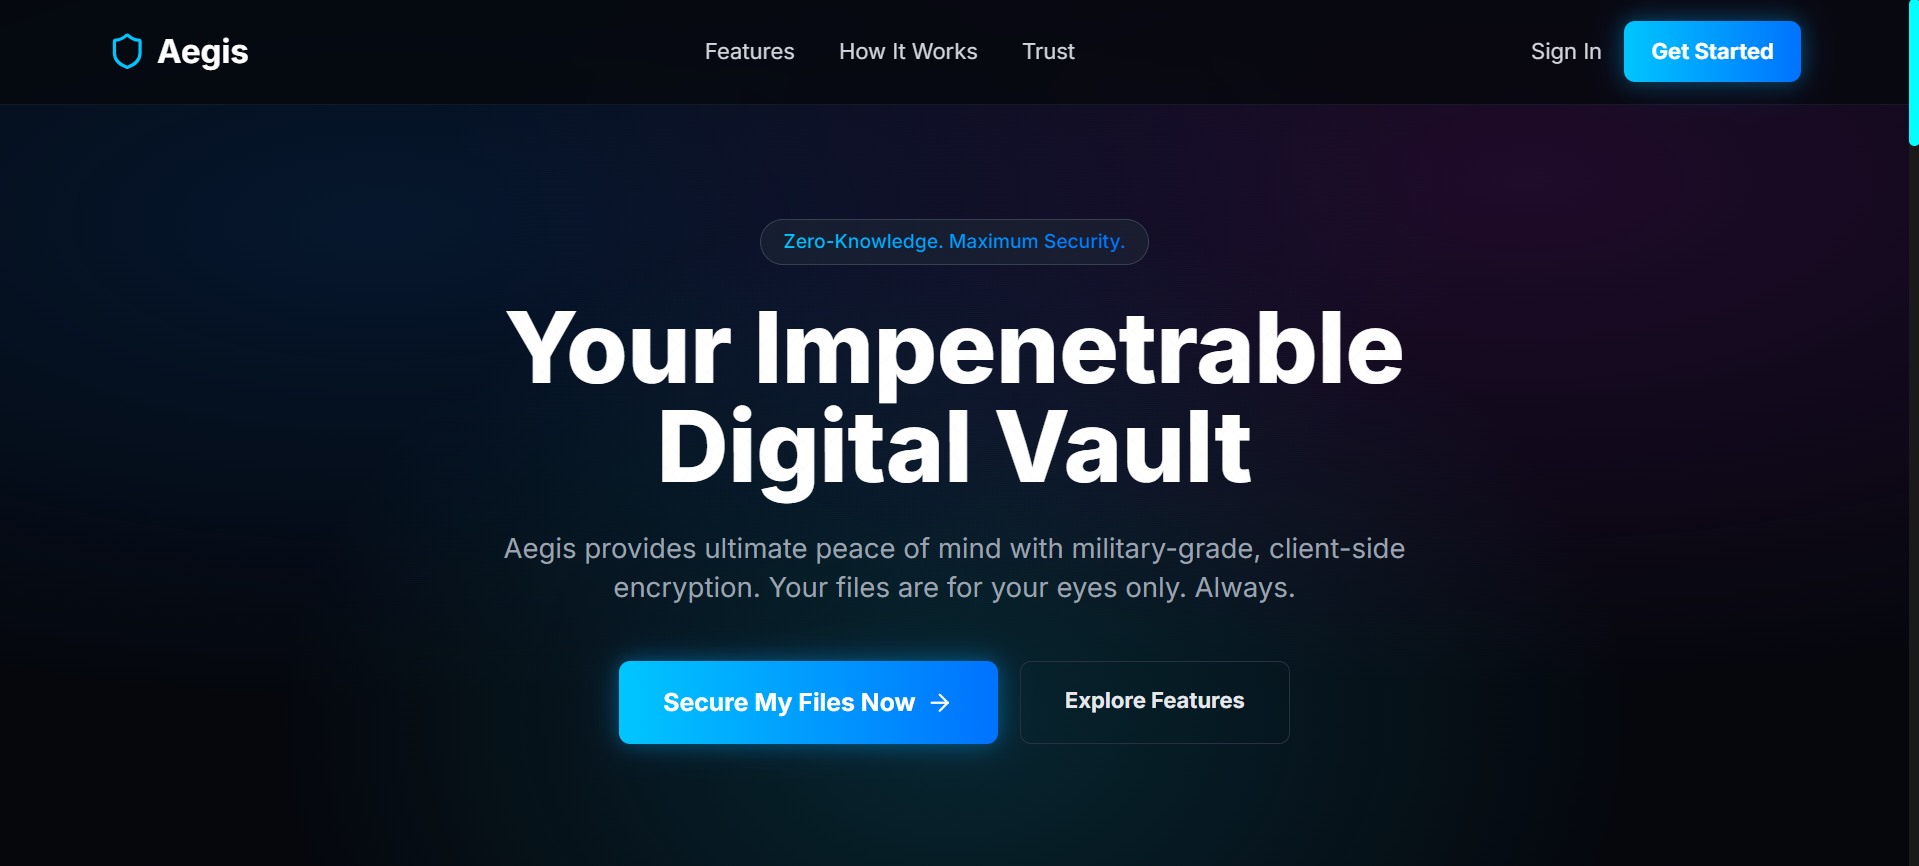 Aegis
Features
How It Works
Trust
Sign In
Get Started
Zero-Knowledge. Maximum Security.
Your Impenetrable
Digital Vault
Aegis provides ultimate peace of mind with military-grade, client-side
encryption. Your files are for your eyes only. Always.
Secure My Files Now →
Explore Features